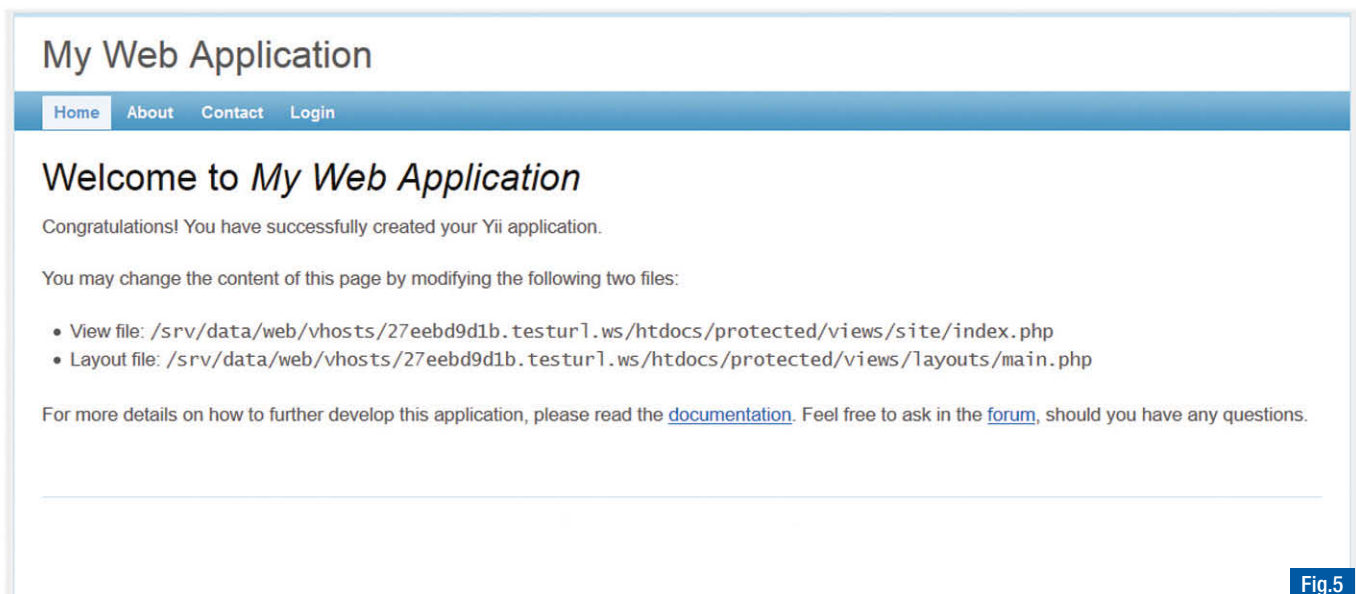 My Web Application
Home About Contact Login
Welcome to My Web Application
Congratulations! You have successfully created your Yii application.
You may change the content of this page by modifying the following two files:
• View file: /srv/data/web/vhosts/27eebd9d1b.testurl.ws/htdocs/protected/views/site/index.php
• Layout file: /srv/data/web/vhosts/27eebd9d1b.testurl.ws/htdocs/protected/views/layouts/main.php
For more details on how to further develop this application, please read the documentation. Feel free to ask in the forum, should you have any questions.
Fig.5